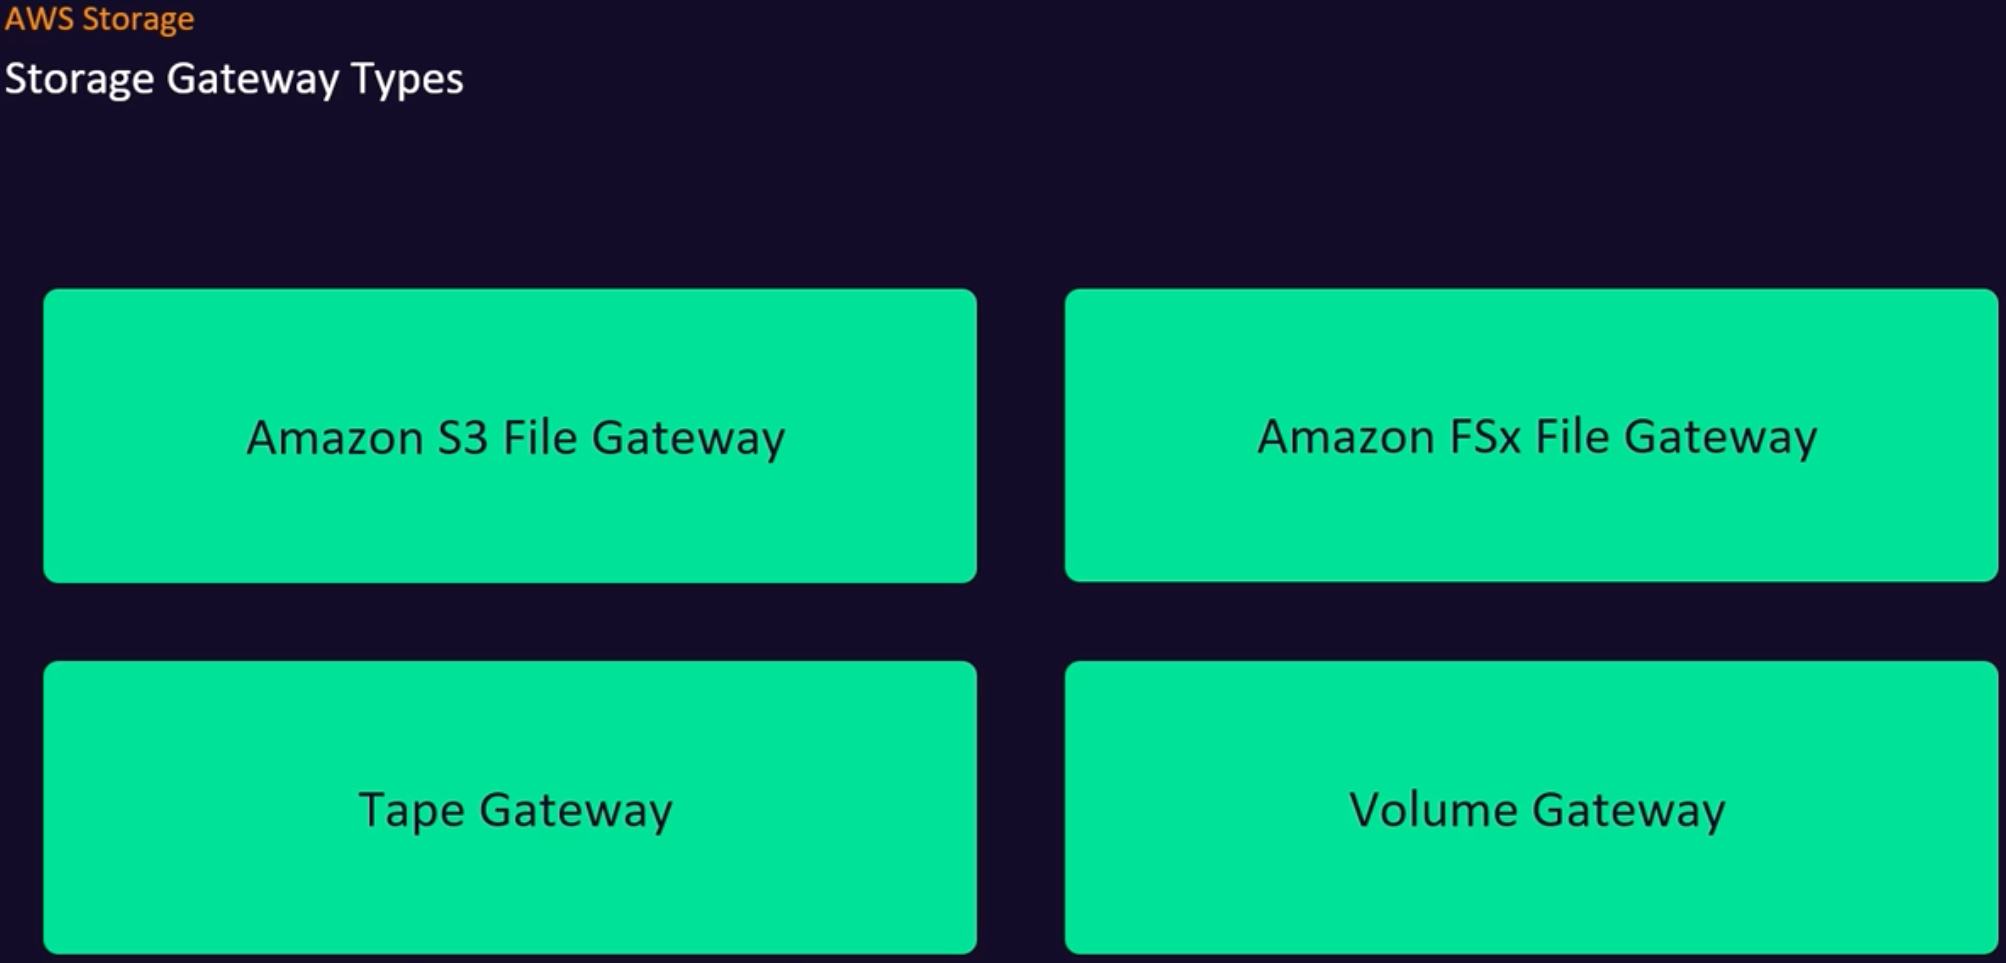 AWS Storage
Storage Gateway Types
Amazon S3 File Gateway
Amazon FSx File Gateway
Tape Gateway
Volume Gateway